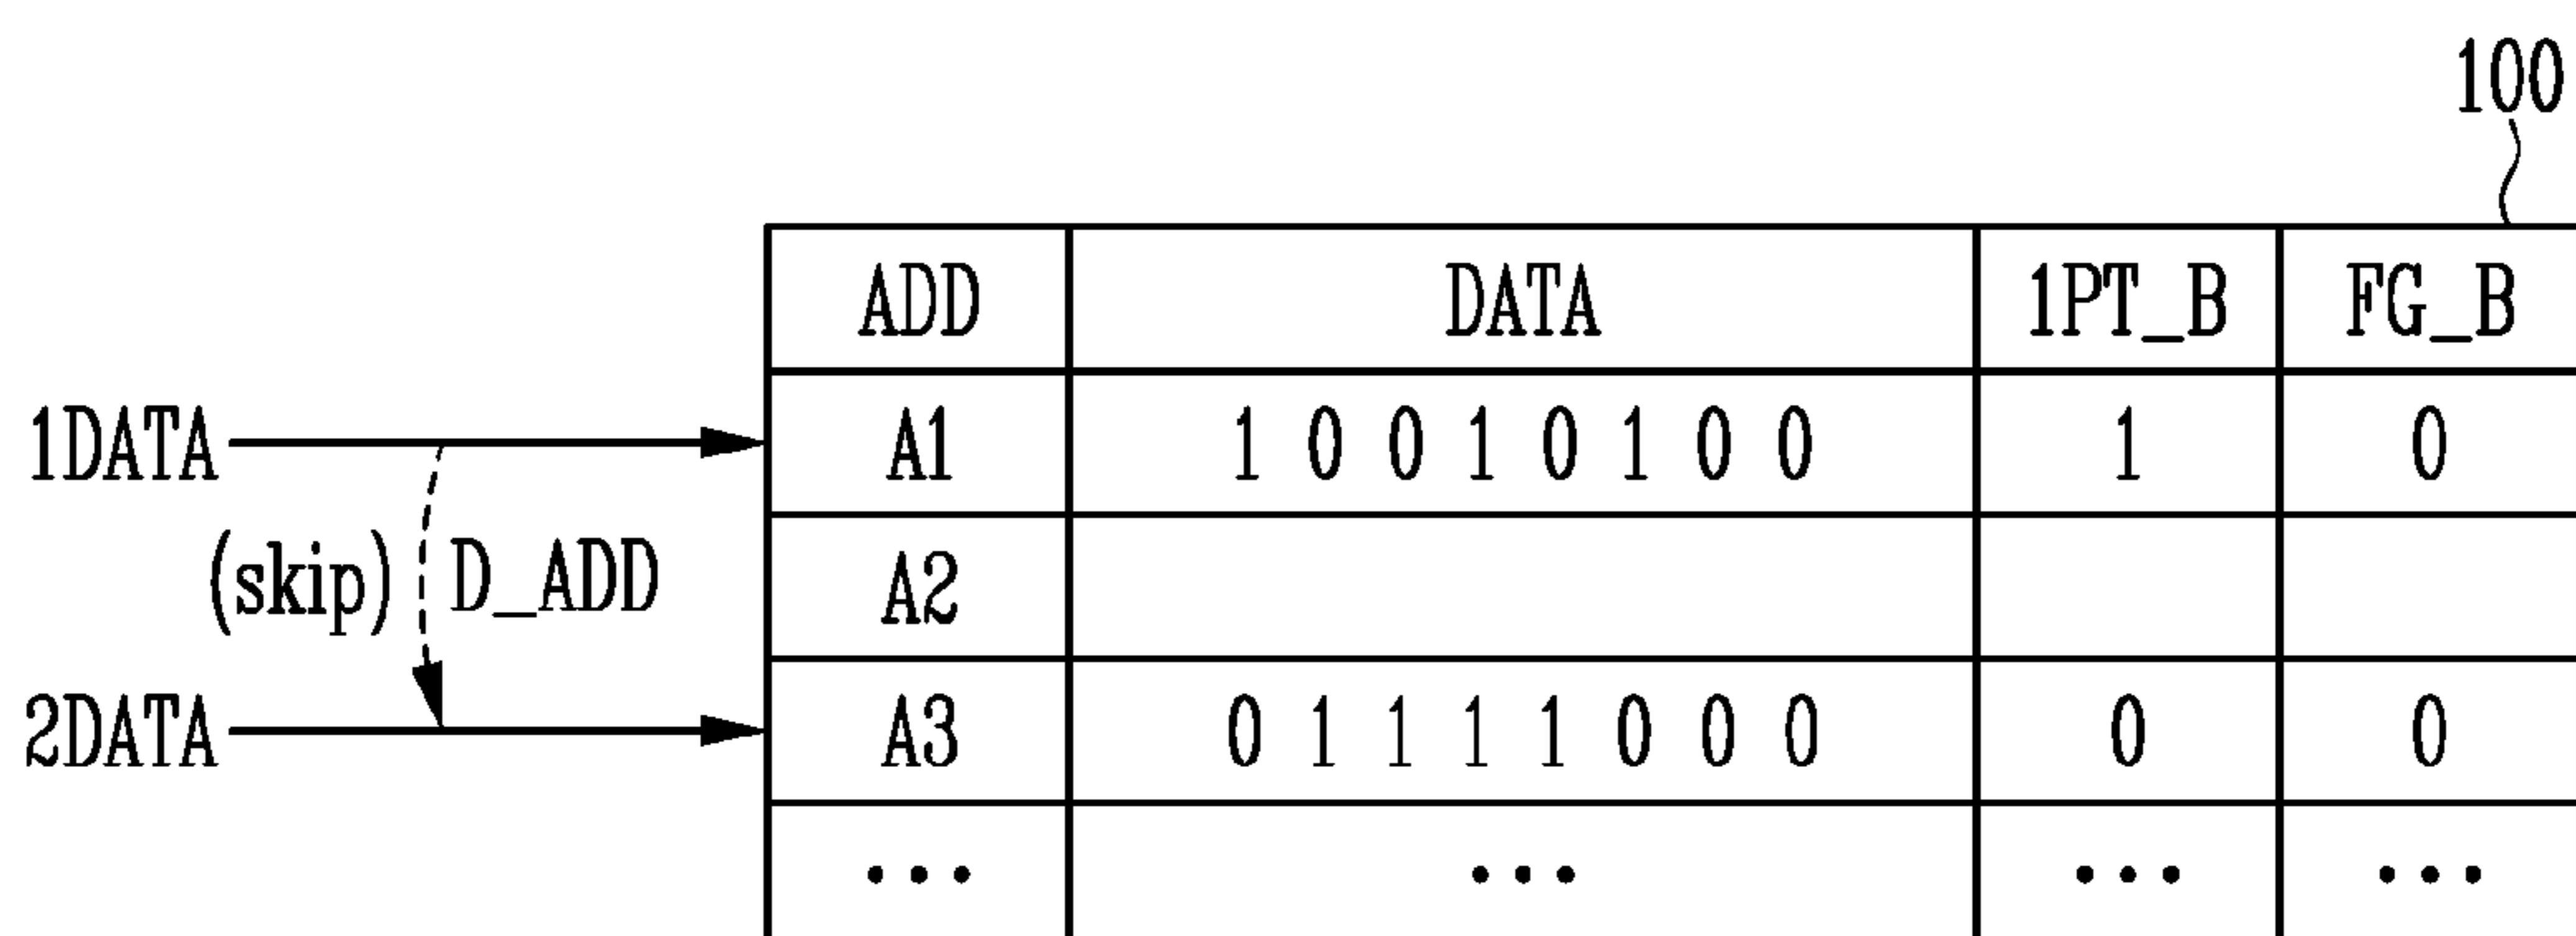 100
ADD DATA 1PT_B FG_B
1DATA A1 1 0 0 1 0 1 0 0 1 0
(skip) D_ADD A2
2DATA A3 0 1 1 1 1 0 0 0 0 0
... ... ... ...